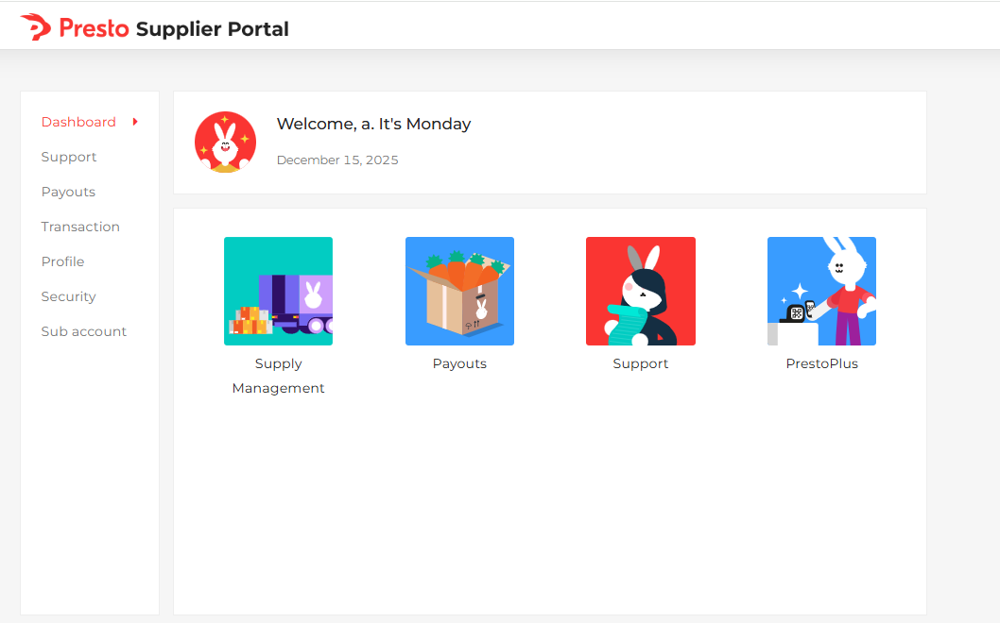 Presto Supplier Portal
Dashboard
Support
Payouts
Transaction
Profile
Security
Sub account
Welcome, a. It's Monday
December 15, 2025
Supply
Management
Payouts
Support
PrestoPlus